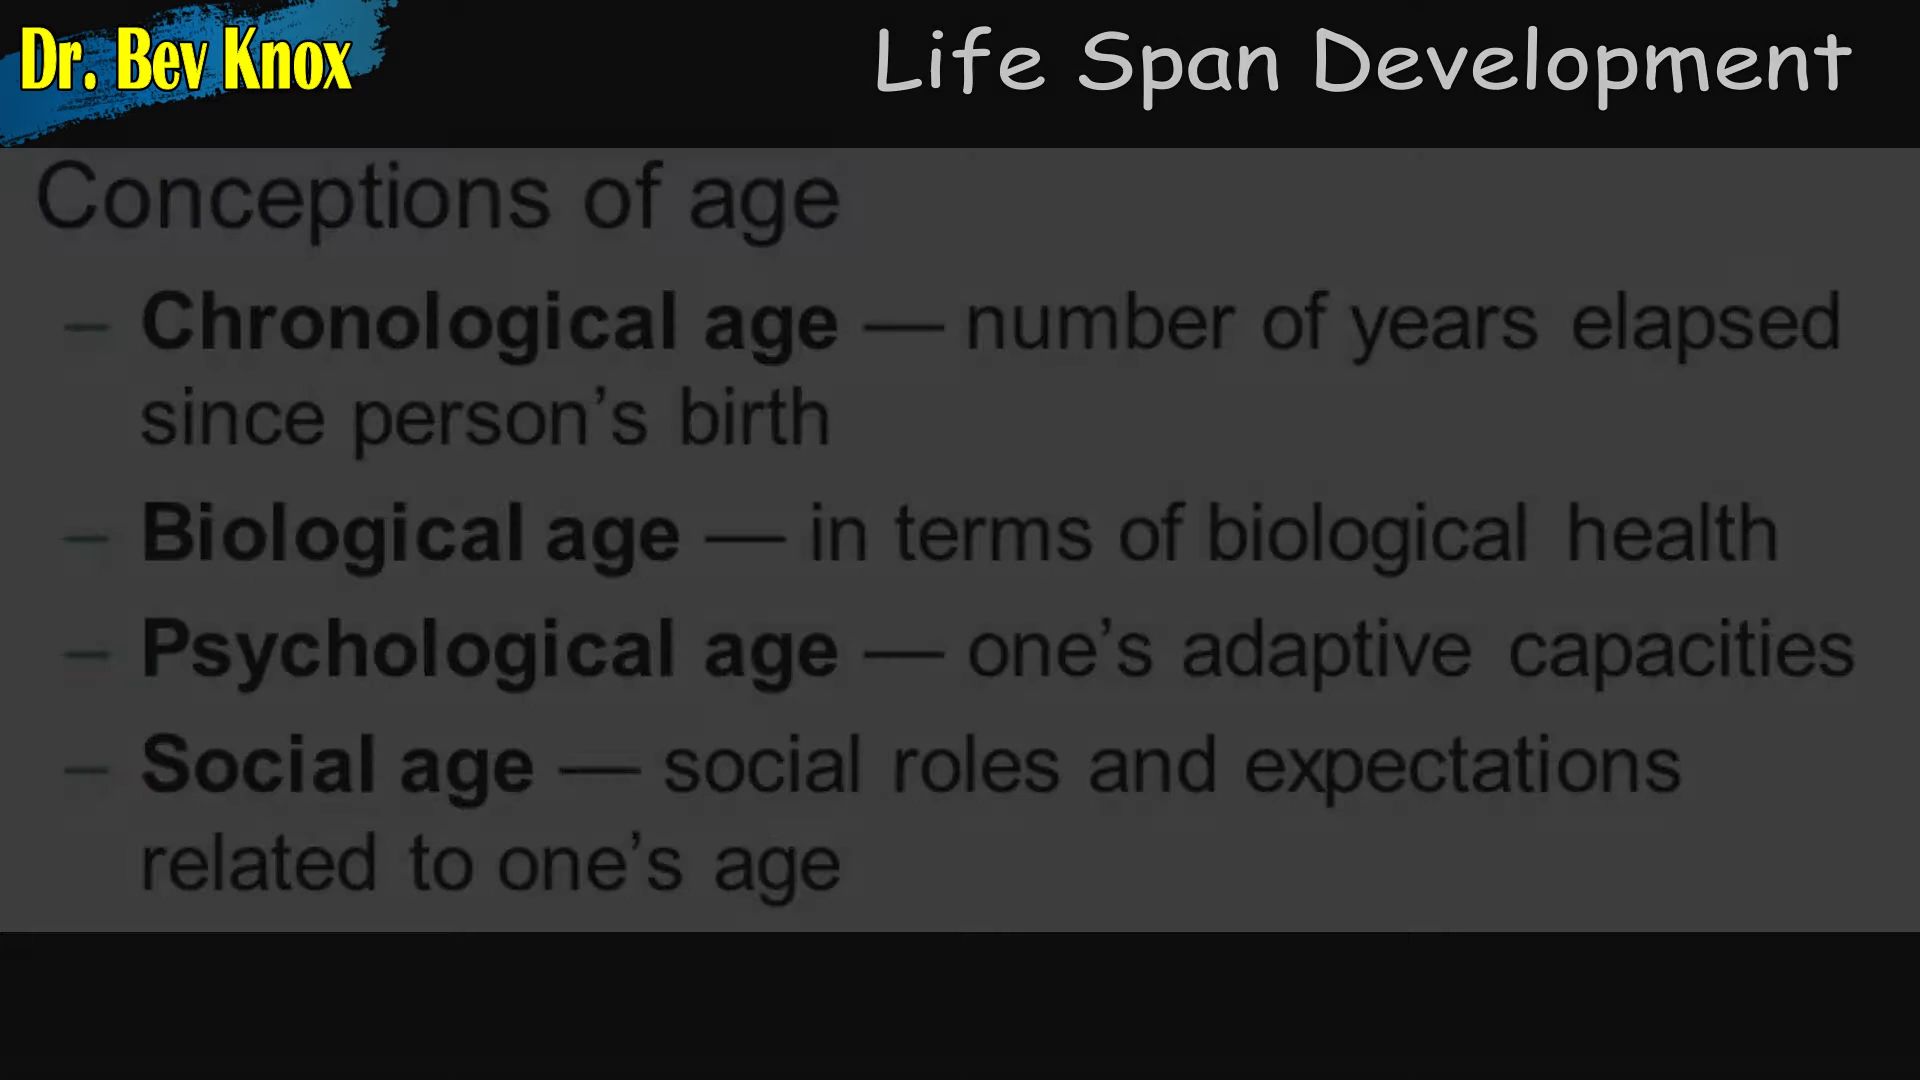 Dr. Bev Knox
Life Span Development
Conceptions of age
– Chronological age — number of years elapsed
since person’s birth
– Biological age — in terms of biological health
– Psychological age — one’s adaptive capacities
– Social age — social roles and expectations
related to one’s age